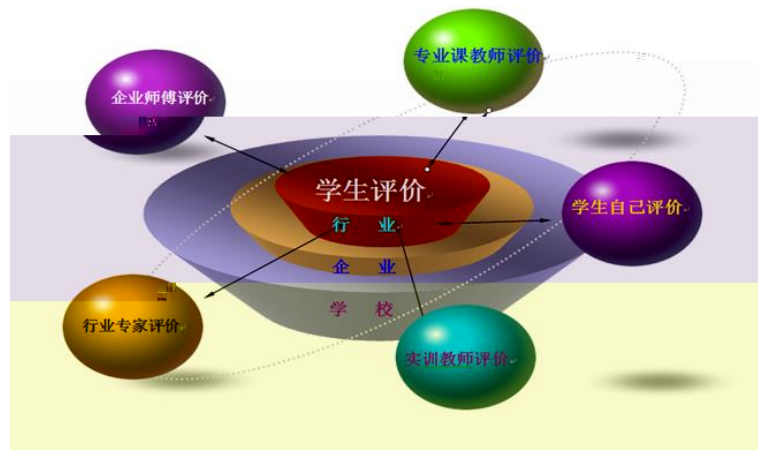 专业课教师评价
企业师傅评价
学生评价
学生自己评价
行 业
企 业
学 校
行业专家评价
实训教师评价